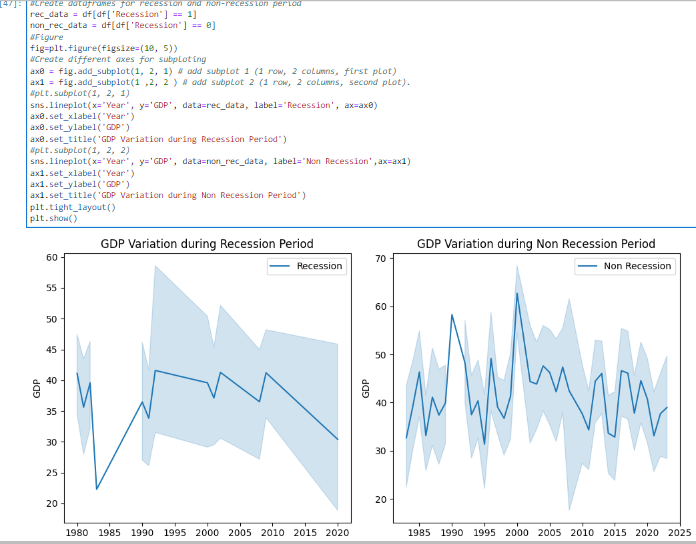 [47]: #Create dataframes for recession and non-recession period
rec_data = df[df['Recession'] == 1]
non_rec_data = df[df['Recession'] == 0]
#Figure
fig=plt.figure(figsize=(10, 5))
#Create different axes for subploting
ax0 = fig.add_subplot(1, 2, 1) # add subplot 1 (1 row, 2 columns, first plot)
ax1 = fig.add_subplot(1 ,2, 2 ) # add subplot 2 (1 row, 2 columns, second plot).
#plt.subplot(1, 2, 1)
sns.lineplot(x='Year', y='GDP', data=rec_data, label='Recession', ax=ax0)
ax0.set_xlabel('Year')
ax0.set_ylabel('GDP')
ax0.set_title('GDP Variation during Recession Period')
#plt.subplot(1, 2, 2)
sns.lineplot(x='Year', y='GDP', data=non_rec_data, label='Non Recession',ax=ax1)
ax1.set_xlabel('Year')
ax1.set_ylabel('GDP')
ax1.set_title('GDP Variation during Non Recession Period')
plt.tight_layout()
plt.show()
GDP Variation during Recession Period
Recession
60
55
50
45
40
35
30
25
20
GDP
1980 1985 1990 1995 2000 2005 2010 2015 2020
GDP Variation during Non Recession Period
Non Recession
70
60
50
40
30
20
GDP
1985 1990 1995 2000 2005 2010 2015 2020 2025